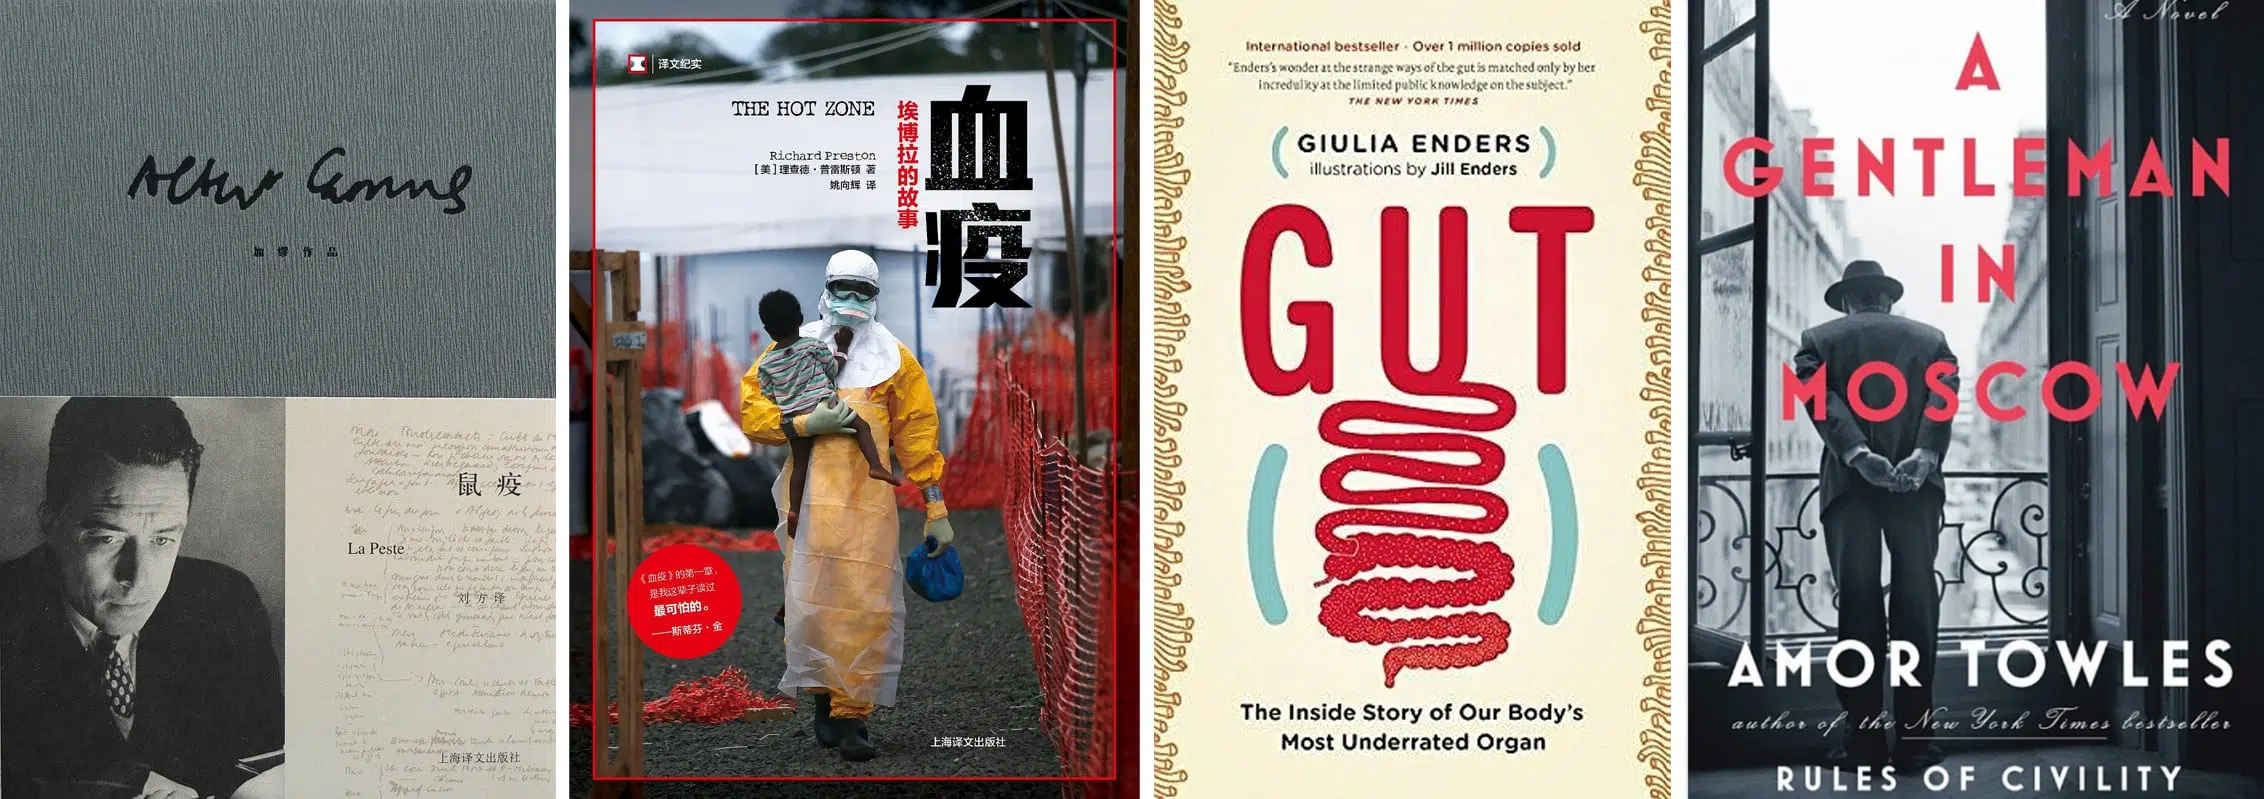 Albert Camus
加缪作品
鼠疫
La Peste
刘方 译
上海译文出版社
译文纪实
THE HOT ZONE
血疫
埃博拉的故事
Richard Preston
[美]理查德·普雷斯顿 著
姚向辉 译
《血疫》的第一章，
是我这辈子读过
最可怕的。
——斯蒂芬·金
上海译文出版社
International bestseller · Over 1 million copies sold
"Enders's wonder at the strange ways of the gut is matched only by her
incredulity at the limited public knowledge on the subject."
THE NEW YORK TIMES
GIULIA ENDERS
illustrations by Jill Enders
GUT
The Inside Story of Our Body's
Most Underrated Organ
A Novel
A
GENTLEMAN
IN
MOSCOW
AMOR TOWLES
author of the New York Times bestseller
RULES OF CIVILITY